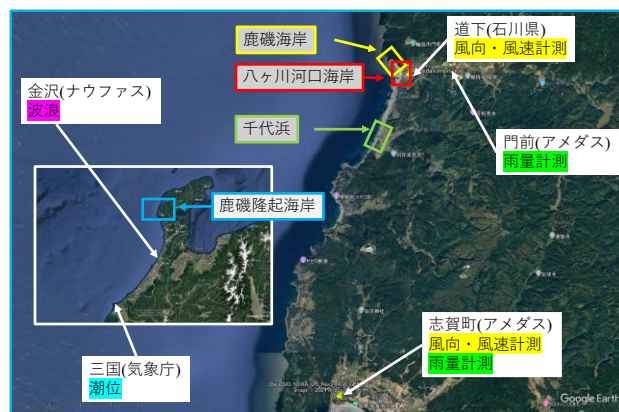 鹿磯海岸
道下(石川県)
風向・風速計測
八ヶ川河口海岸
金沢(ナウファス)
波浪
千代浜
門前(アメダス)
雨量計測
鹿磯隆起海岸
志賀町(アメダス)
風向・風速計測
雨量計測
三国(気象庁)
潮位
Google Earth